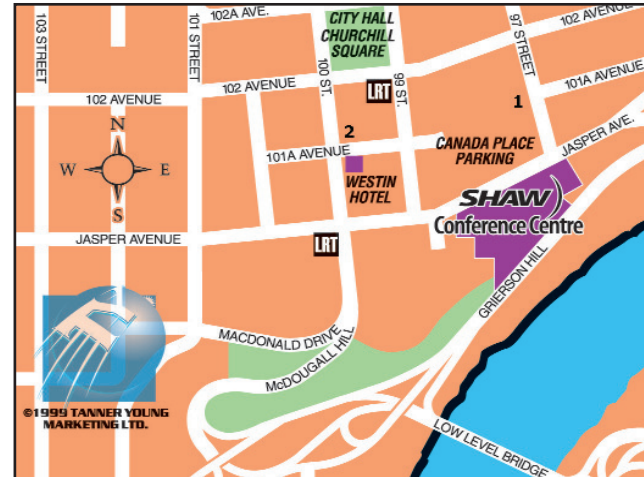 102A AVE.
CITY HALL
CHURCHILL
SQUARE
103 STREET
101 STREET
100 ST.
99 ST.
97 STREET
102 AVENUE
101A AVENUE
102 AVENUE
102 AVENUE
LRT
1
2
N
W E
S
101A AVENUE
CANADA PLACE
PARKING
JASPER AVE.
WESTIN
HOTEL
SHAW
Conference Centre
JASPER AVENUE
LRT
GRIERSON HILL
MACDONALD DRIVE
McDOUGALL HILL
©1999 TANNER YOUNG
MARKETING LTD.
LOW LEVEL BRIDGE